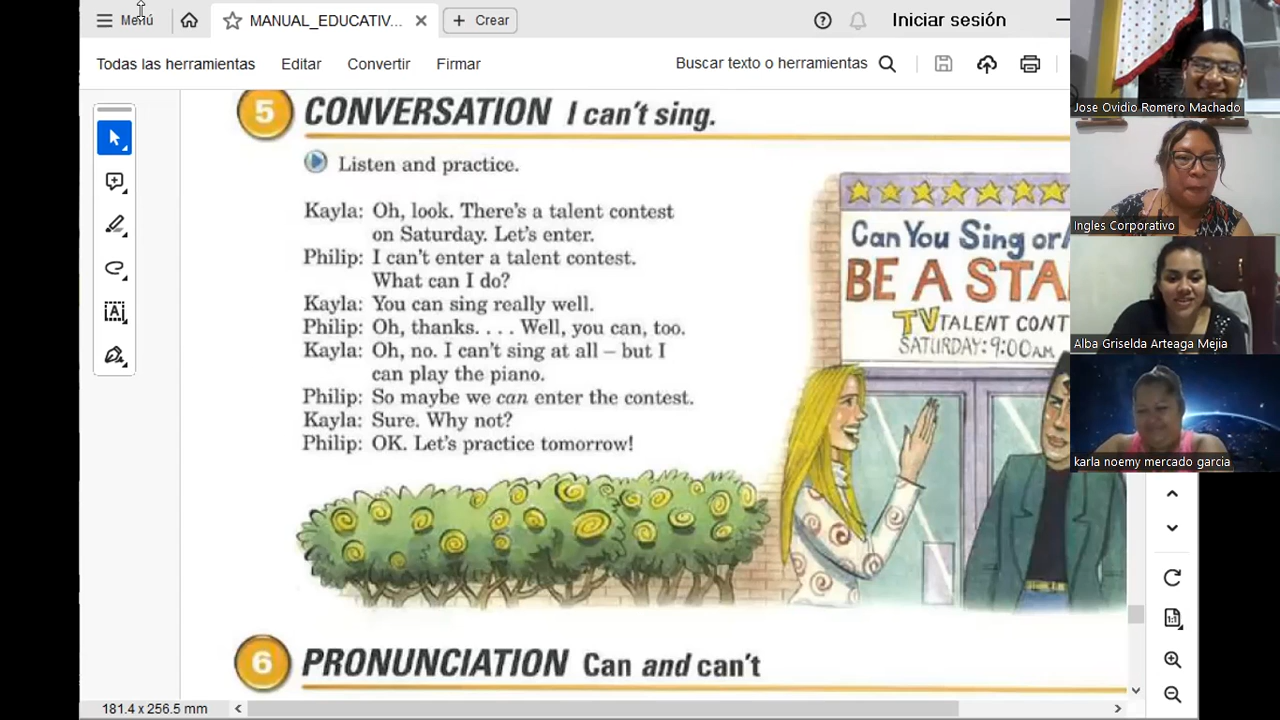 Menú
MANUAL_EDUCATIV...
Crear
Iniciar sesión
Todas las herramientas
Editar
Convertir
Firmar
Buscar texto o herramientas
5 CONVERSATION I can't sing.
Listen and practice.
Kayla: Oh, look. There's a talent contest
on Saturday. Let's enter.
Philip: I can't enter a talent contest.
What can I do?
Kayla: You can sing really well.
Philip: Oh, thanks. . . . Well, you can, too.
Kayla: Oh, no. I can't sing at all – but I
can play the piano.
Philip: So maybe we can enter the contest.
Kayla: Sure. Why not?
Philip: OK. Let's practice tomorrow!
Can You Sing or
BE A STA
TV TALENT CONT
SATURDAY: 9:00AM
6 PRONUNCIATION Can and can't
181.4 x 256.5 mm
Jose Ovidio Romero Machado
Ingles Corporativo
Alba Griselda Arteaga Mejia
karla noemy mercado garcia
1:1